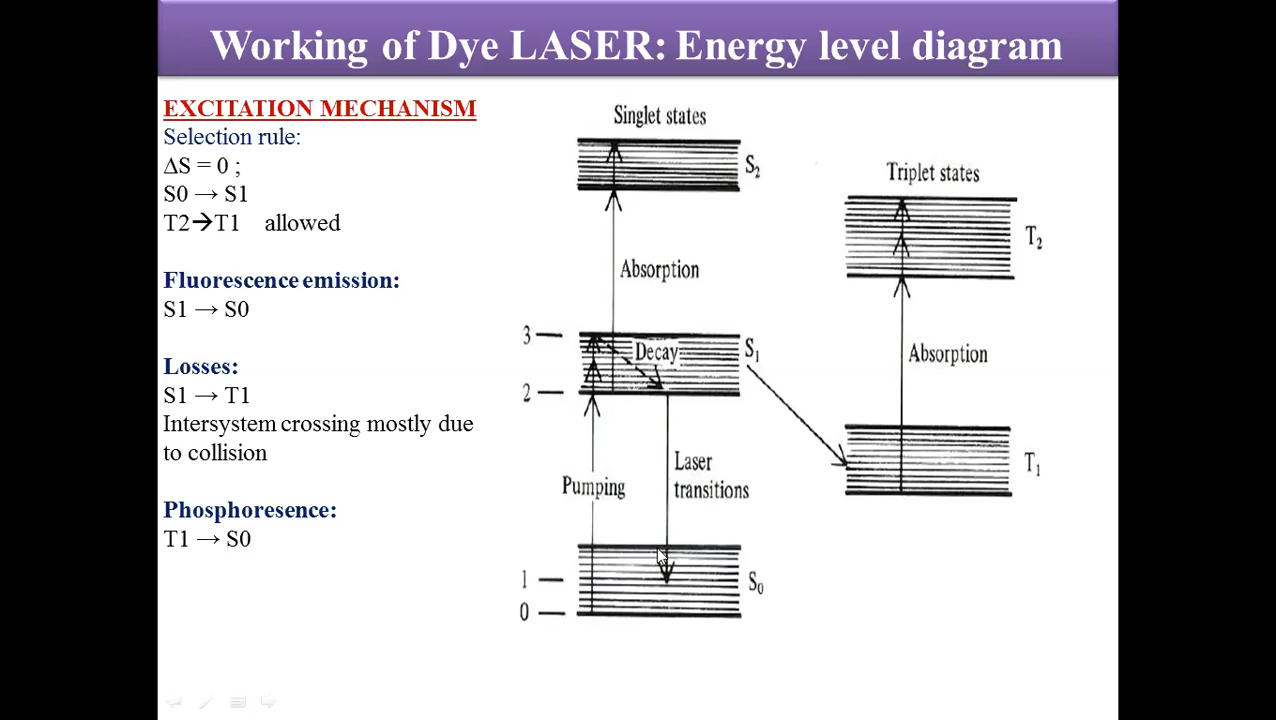 Working of Dye LASER: Energy level diagram
EXCITATION MECHANISM
Selection rule:
ΔS = 0 ;
S0 → S1
T2→T1 allowed
Fluorescence emission:
S1 → S0
Losses:
S1 → T1
Intersystem crossing mostly due
to collision
Phosphoresence:
T1 → S0
Singlet states
S₂
Absorption
3
Decay
S₁
2
Pumping
Laser
transitions
1
S₀
0
Triplet states
T₂
Absorption
T₁